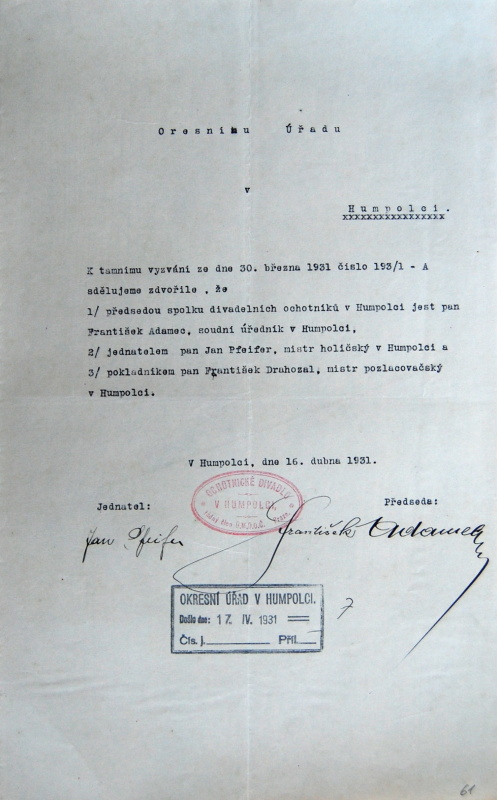 Oresnímu Úřadu
v
Humpolci.
xxxxxxxxxxxxxxxxx
K tamnímu vyzvání ze dne 30. března 1931 číslo 193/1 - A
sdělujeme zdvořile , že
1/ předsedou spolku divadelních ochotníků v Humpolci jest pan
František Adamec, soudní úředník v Humpolci,
2/ jednatelem pan Jan Pfeifer, mistr holičský v Humpolci a
3/ pokladníkem pan František Drahozal, mistr pozlacovačský
v Humpolci.
V Humpolci, dne 16. dubna 1931.
OCHOTNICKÉ DIVADLO
V HUMPOLCI,
řádný člen Ú.M.D.O.Č.
Jednatel:
Předseda:
Jan Pfeifer
František Adamec
OKRESNÍ ÚŘAD V HUMPOLCI.
Došlo dne: 17. IV. 1931
Čís. j. Příl.
7
61